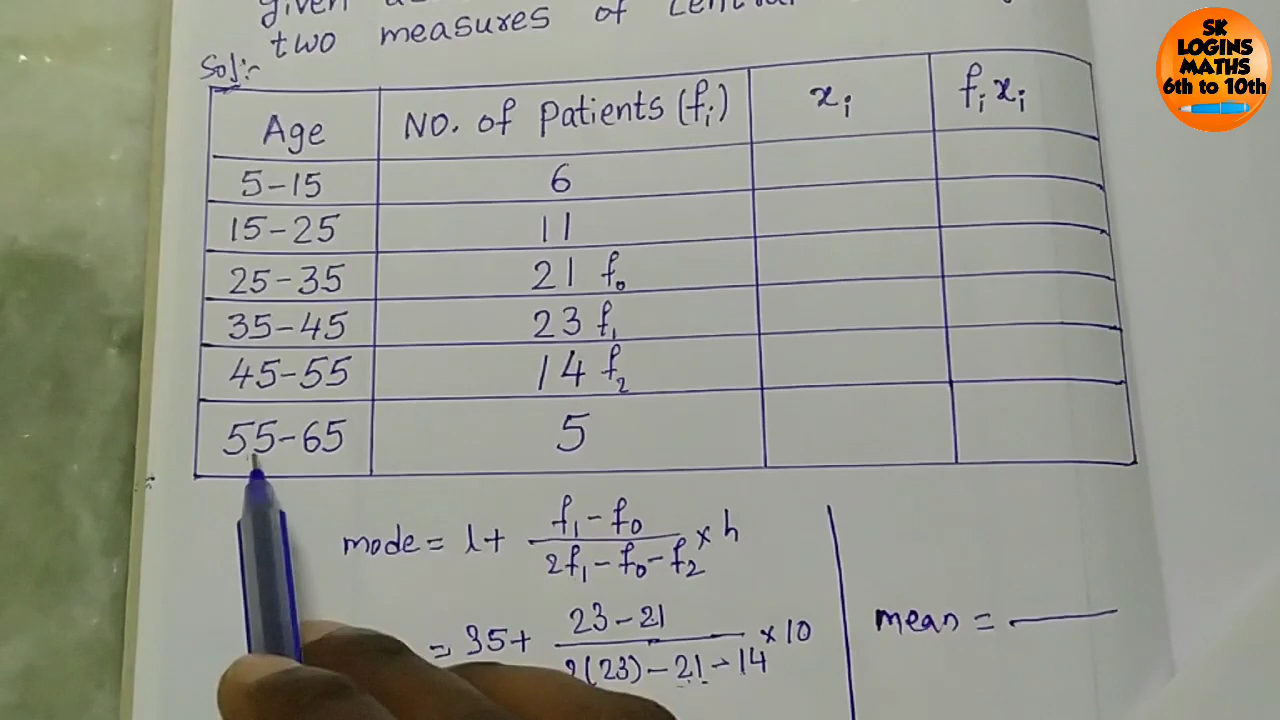 given
two measures of central
Sol:-
Age NO. of Patients (fi) xi fixi
5-15 6
15-25 11
25-35 21 f₀
35-45 23 f₁
45-55 14 f₂
55-65 5
mode = l + (f₁ - f₀)/(2f₁ - f₀ - f₂) × h
= 35 + (23 - 21)/(2(23) - 21 - 14) × 10
mean =
SK
LOGINS
MATHS
6th to 10th